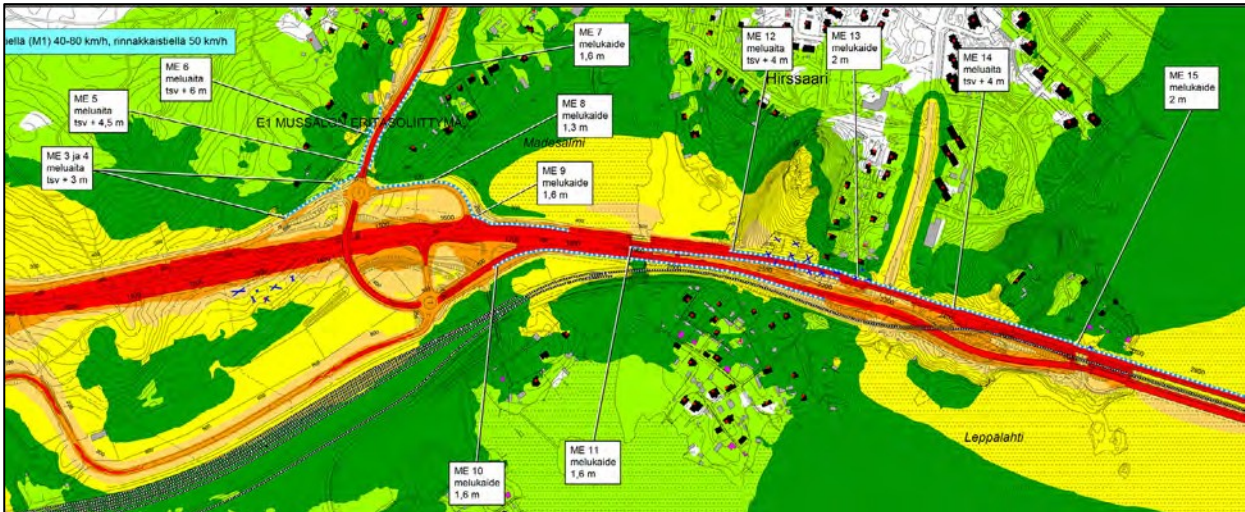 iellä (M1) 40-80 km/h, rinnakkaistiellä 50 km/h
ME 7
melukaide
1,6 m
ME 12
meluaita
tsv + 4 m
ME 13
melukaide
2 m
ME 14
meluaita
tsv + 4 m
ME 15
melukaide
2 m
ME 6
meluaita
tsv + 6 m
Hirssaari
ME 5
meluaita
tsv + 4,5 m
ME 8
melukaide
1,3 m
E1 MUSSALON ERITASOLIITTYMÄ
Madesalmi
ME 3 ja 4
meluaita
tsv + 3 m
ME 9
melukaide
1,6 m
Leppälahti
ME 11
melukaide
1,6 m
ME 10
melukaide
1,6 m